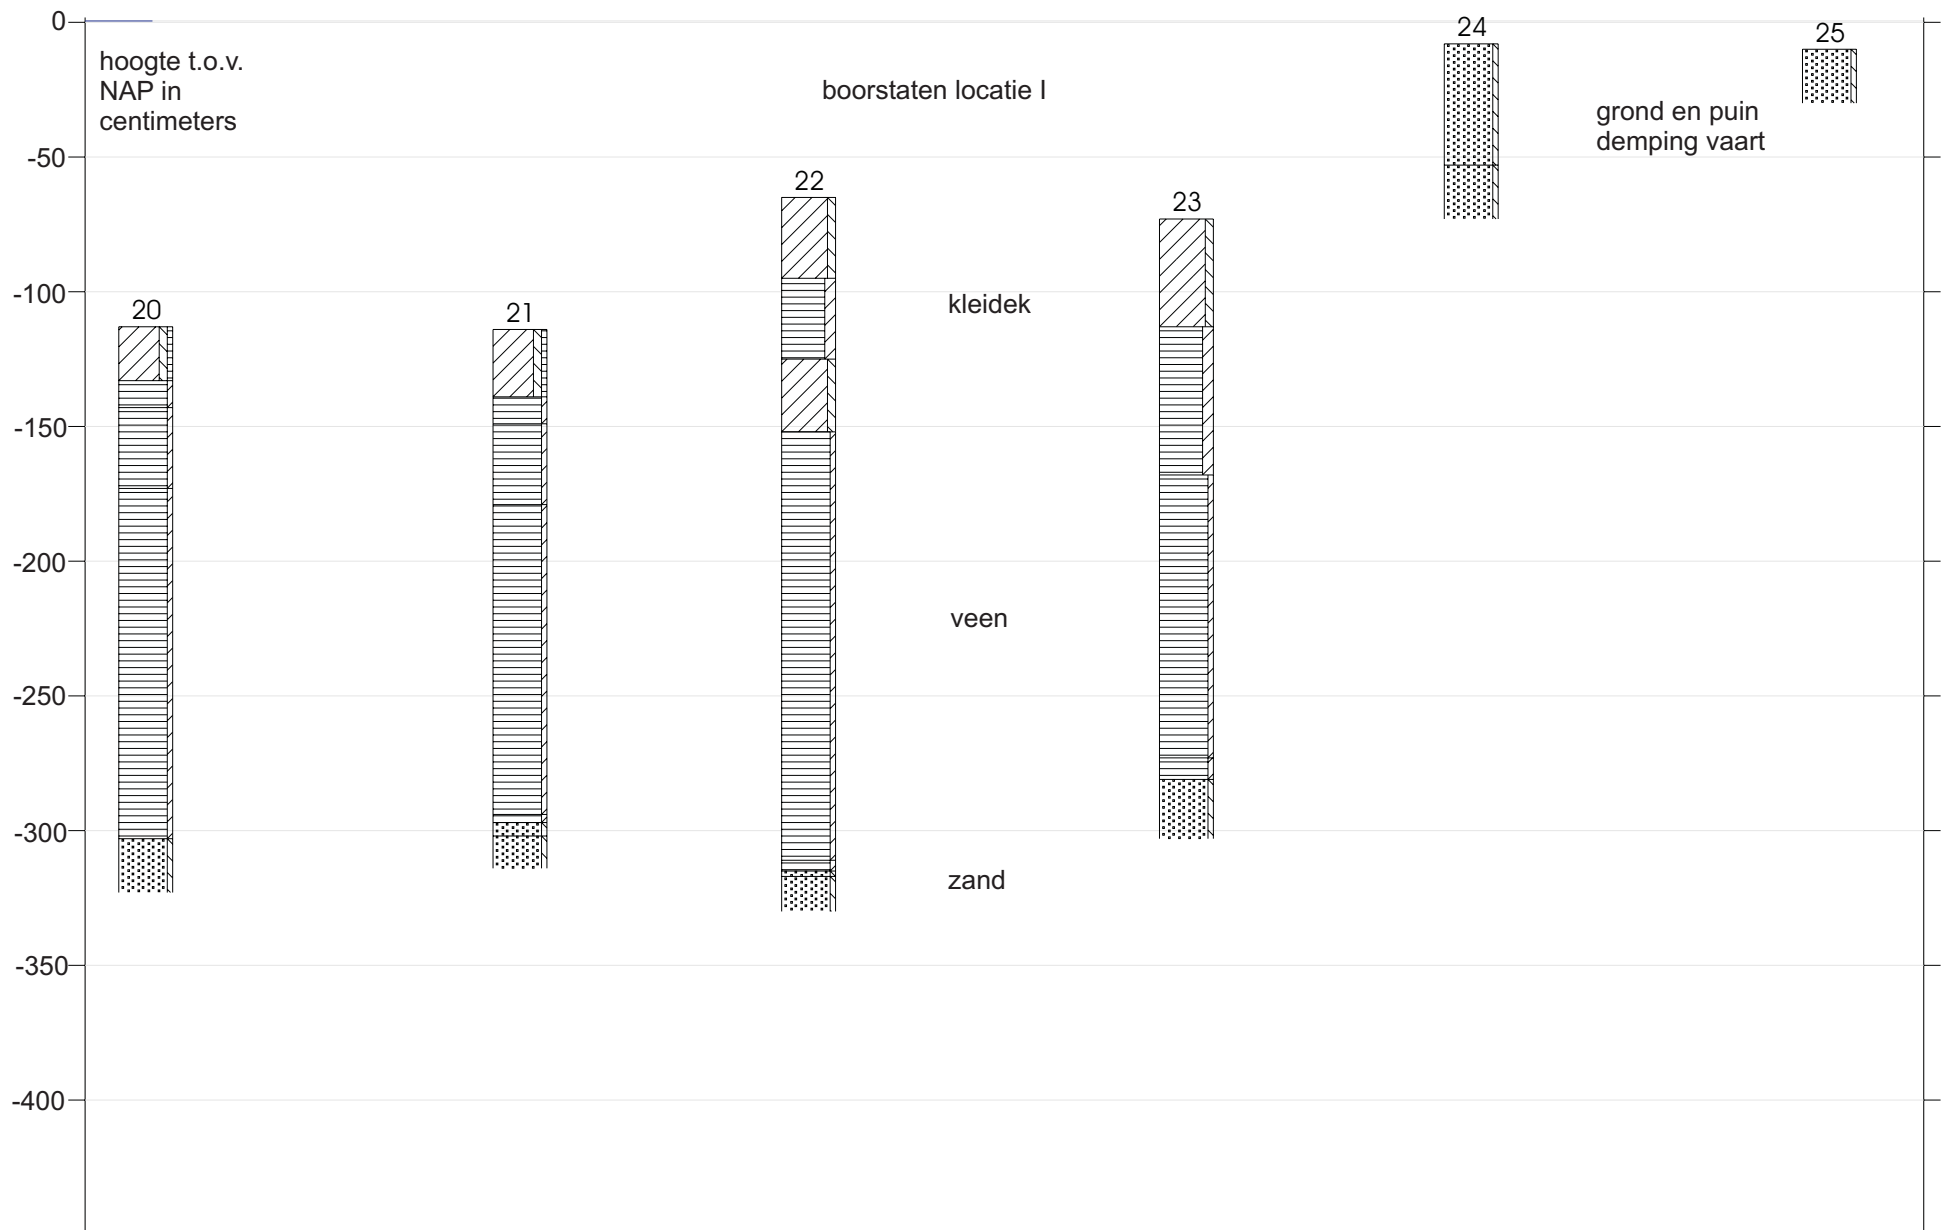 0
hoogte t.o.v.
NAP in
centimeters
boorstaten locatie I
24
25
grond en puin
demping vaart
-50
22
23
-100
kleidek
20
21
-150
-200
veen
-250
-300
zand
-350
-400